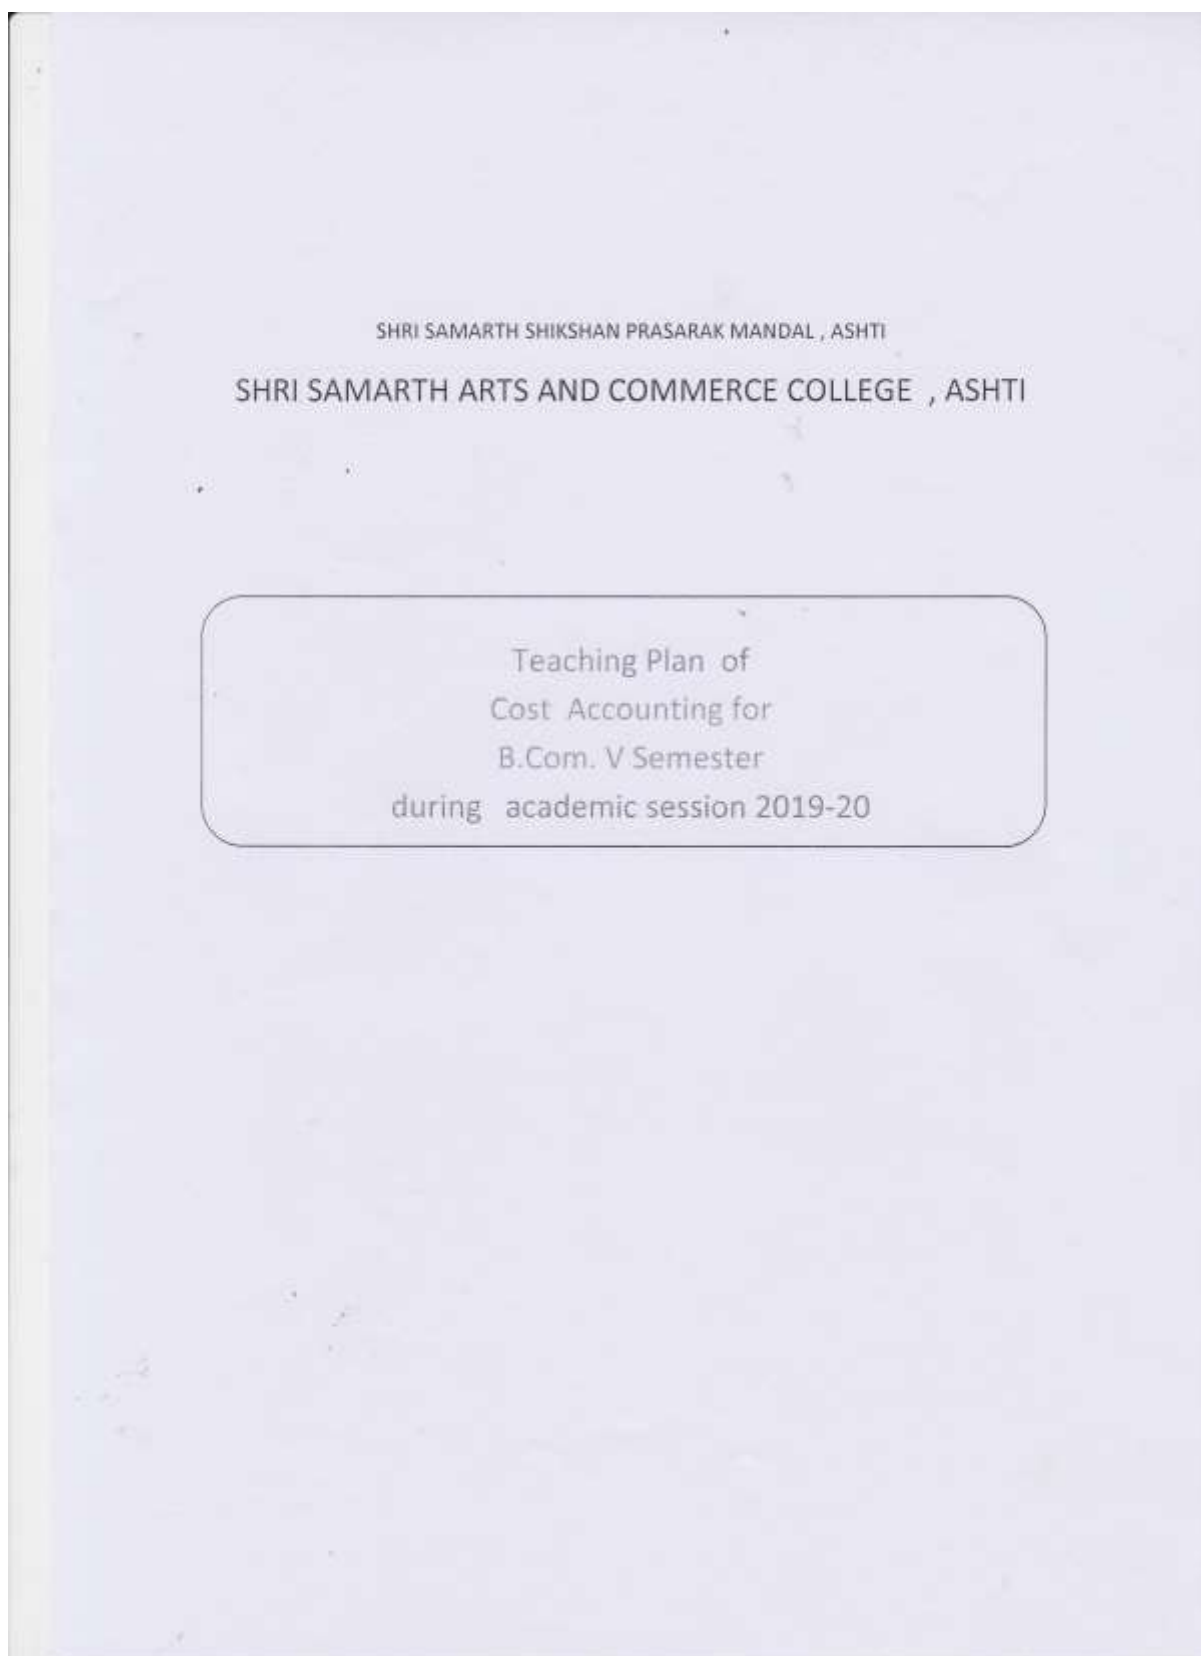 SHRI SAMARTH SHIKSHAN PRASARAK MANDAL , ASHTI
SHRI SAMARTH ARTS AND COMMERCE COLLEGE , ASHTI
Teaching Plan of
Cost Accounting for
B.Com. V Semester
during academic session 2019-20